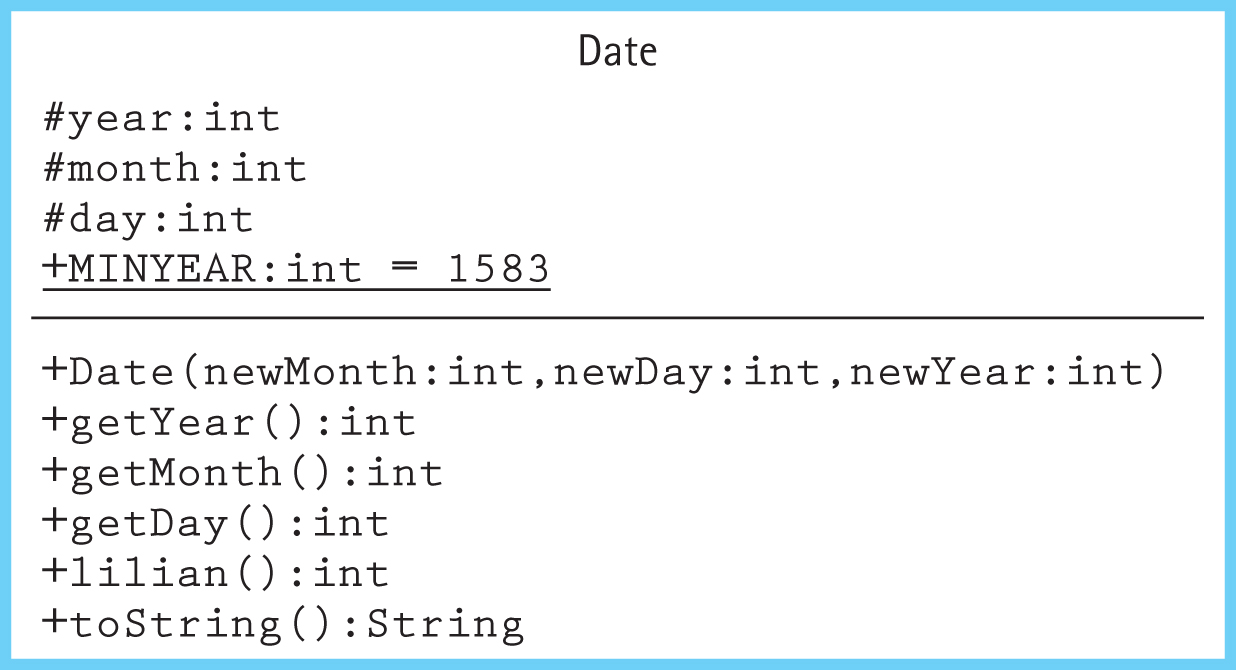 Date
#year:int
#month:int
#day:int
+MINYEAR:int = 1583
+Date(newMonth:int,newDay:int,newYear:int)
+getYear():int
+getMonth():int
+getDay():int
+lilian():int
+toString():String